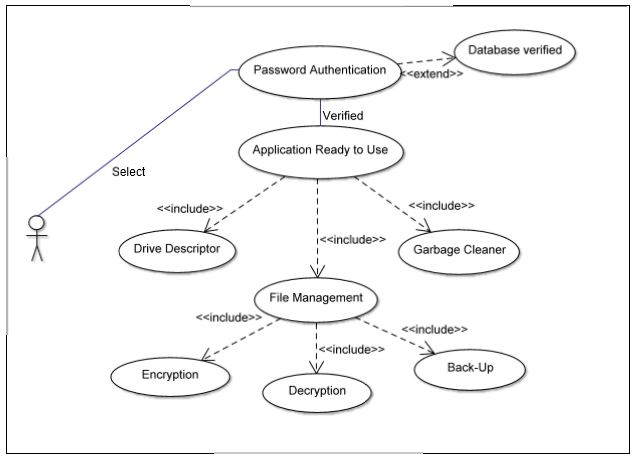 Database verified
Password Authentication
<<extend>>
Verified
Application Ready to Use
Select
<<include>>
<<include>>
<<include>>
Drive Descriptor
Garbage Cleaner
File Management
<<include>>
<<include>>
<<include>>
Encryption
Decryption
Back-Up